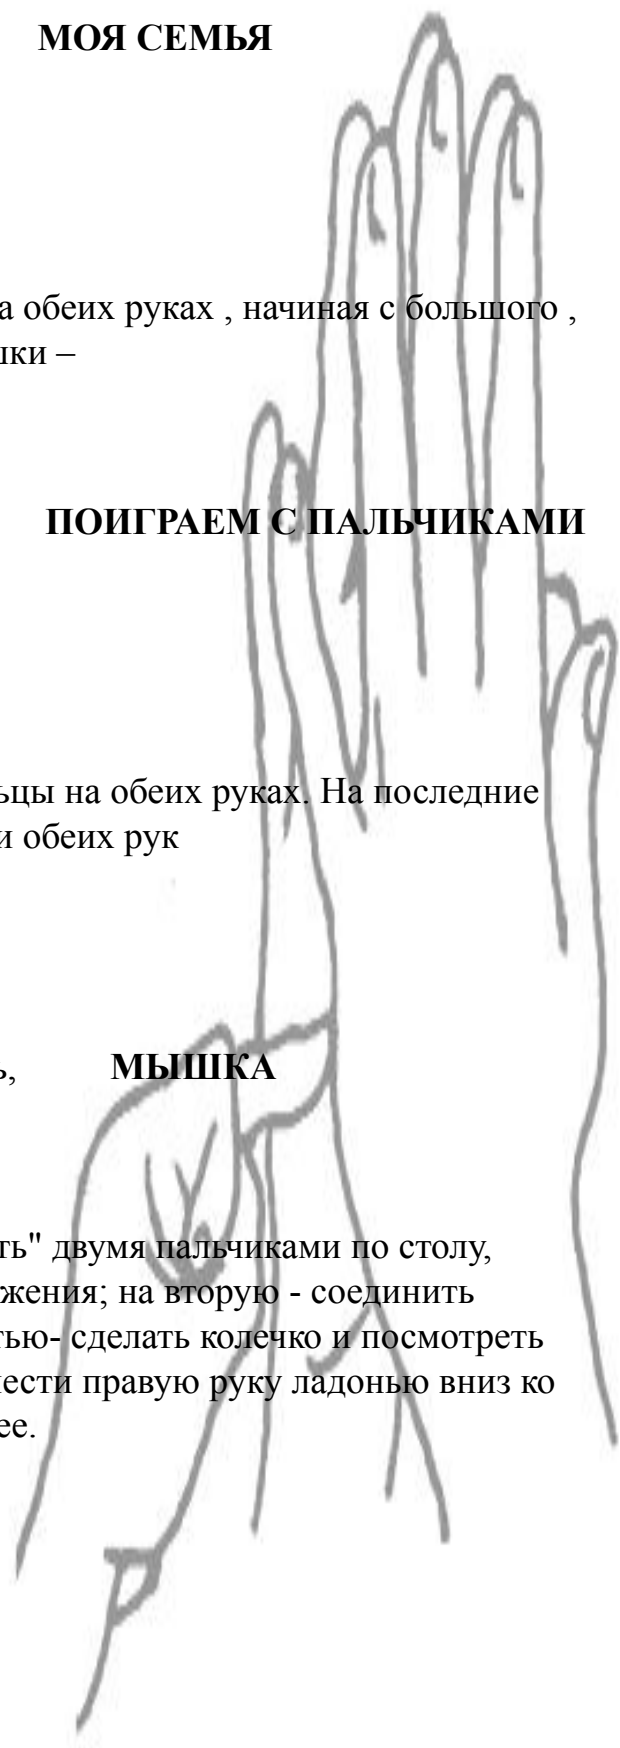 МОЯ СЕМЬЯ
а обеих руках , начиная с большого ,
ки –
ПОИГРАЕМ С ПАЛЬЧИКАМИ
ьцы на обеих руках. На последние
и обеих рук
ь, МЫШКА
ть" двумя пальчиками по столу,
жения; на вторую - соединить
тью- сделать колечко и посмотреть
ести правую руку ладонью вниз ко
ее.